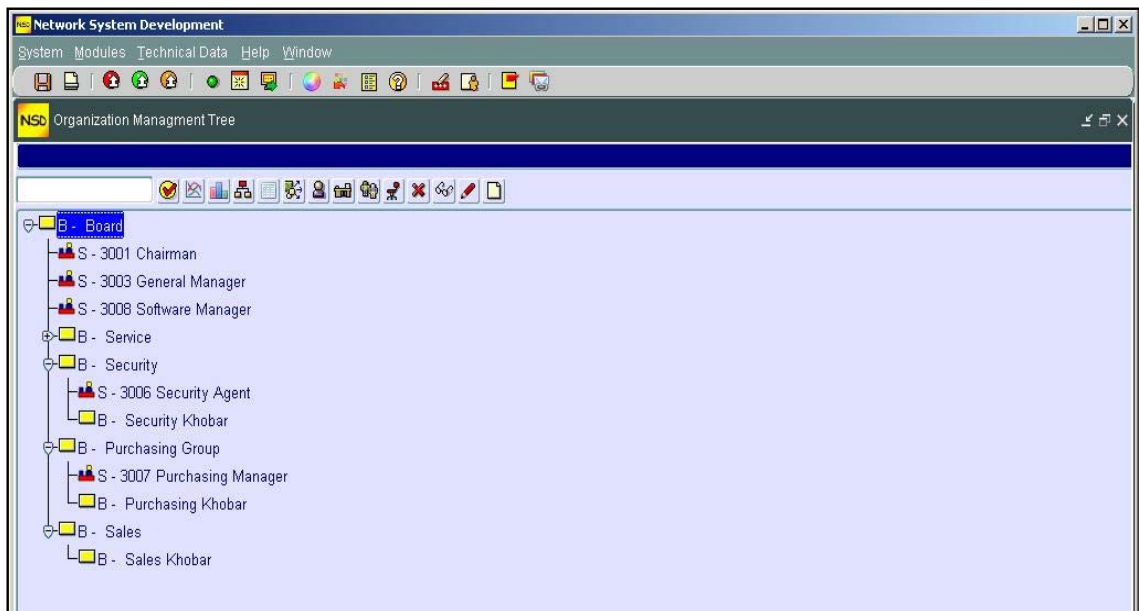 NSD Network System Development
System Modules Technical Data Help Window
NSD Organization Managment Tree
B - Board
S - 3001 Chairman
S - 3003 General Manager
S - 3008 Software Manager
B - Service
B - Security
S - 3006 Security Agent
B - Security Khobar
B - Purchasing Group
S - 3007 Purchasing Manager
B - Purchasing Khobar
B - Sales
B - Sales Khobar